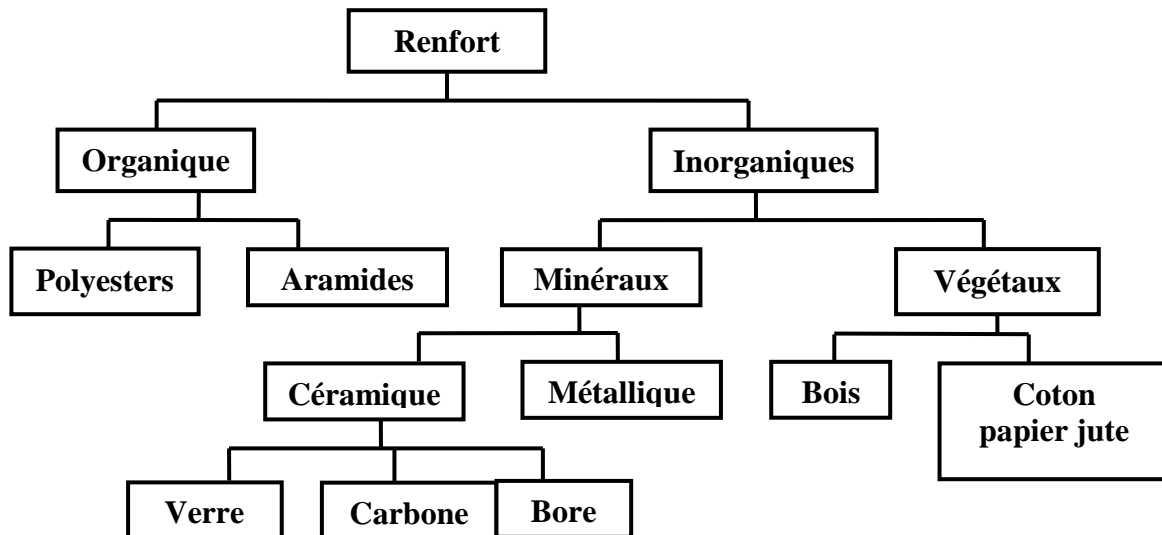 Renfort
Organique
Inorganiques
Polyesters
Aramides
Minéraux
Végétaux
Céramique
Métallique
Bois
Coton
papier jute
Verre
Carbone
Bore